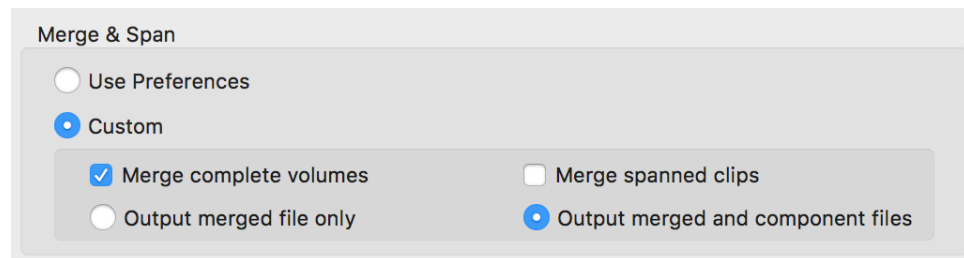 Merge & Span
Use Preferences
Custom
Merge complete volumes
Merge spanned clips
Output merged file only
Output merged and component files